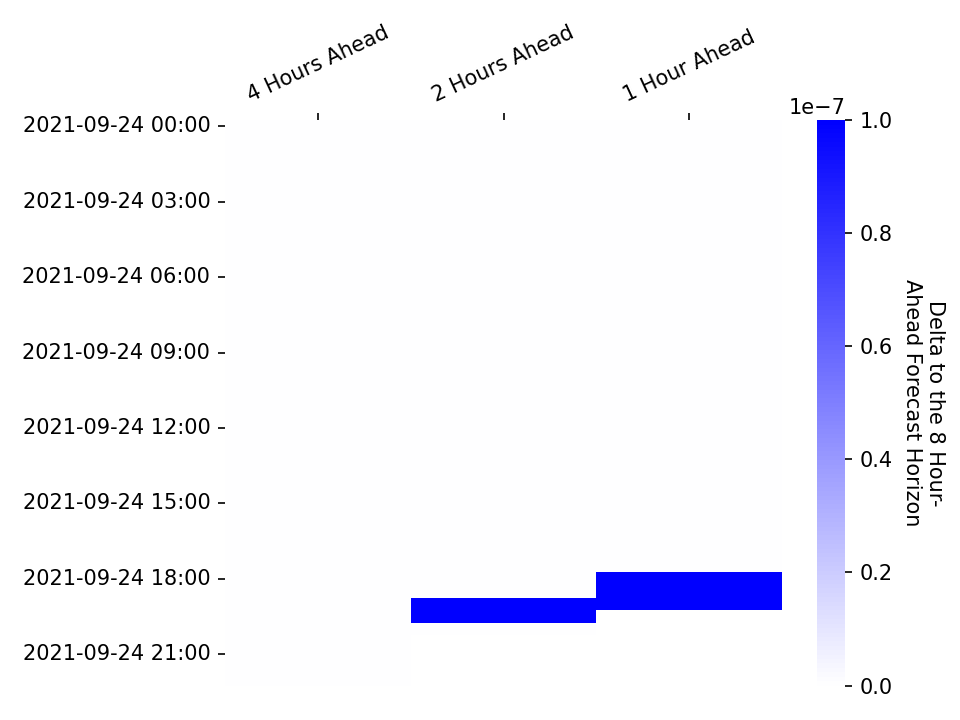 4 Hours Ahead
2 Hours Ahead
1 Hour Ahead
2021-09-24 00:00
2021-09-24 03:00
2021-09-24 06:00
2021-09-24 09:00
2021-09-24 12:00
2021-09-24 15:00
2021-09-24 18:00
2021-09-24 21:00
1e−7
1.0
0.8
0.6
0.4
0.2
0.0
Delta to the 8 Hour-
Ahead Forecast Horizon